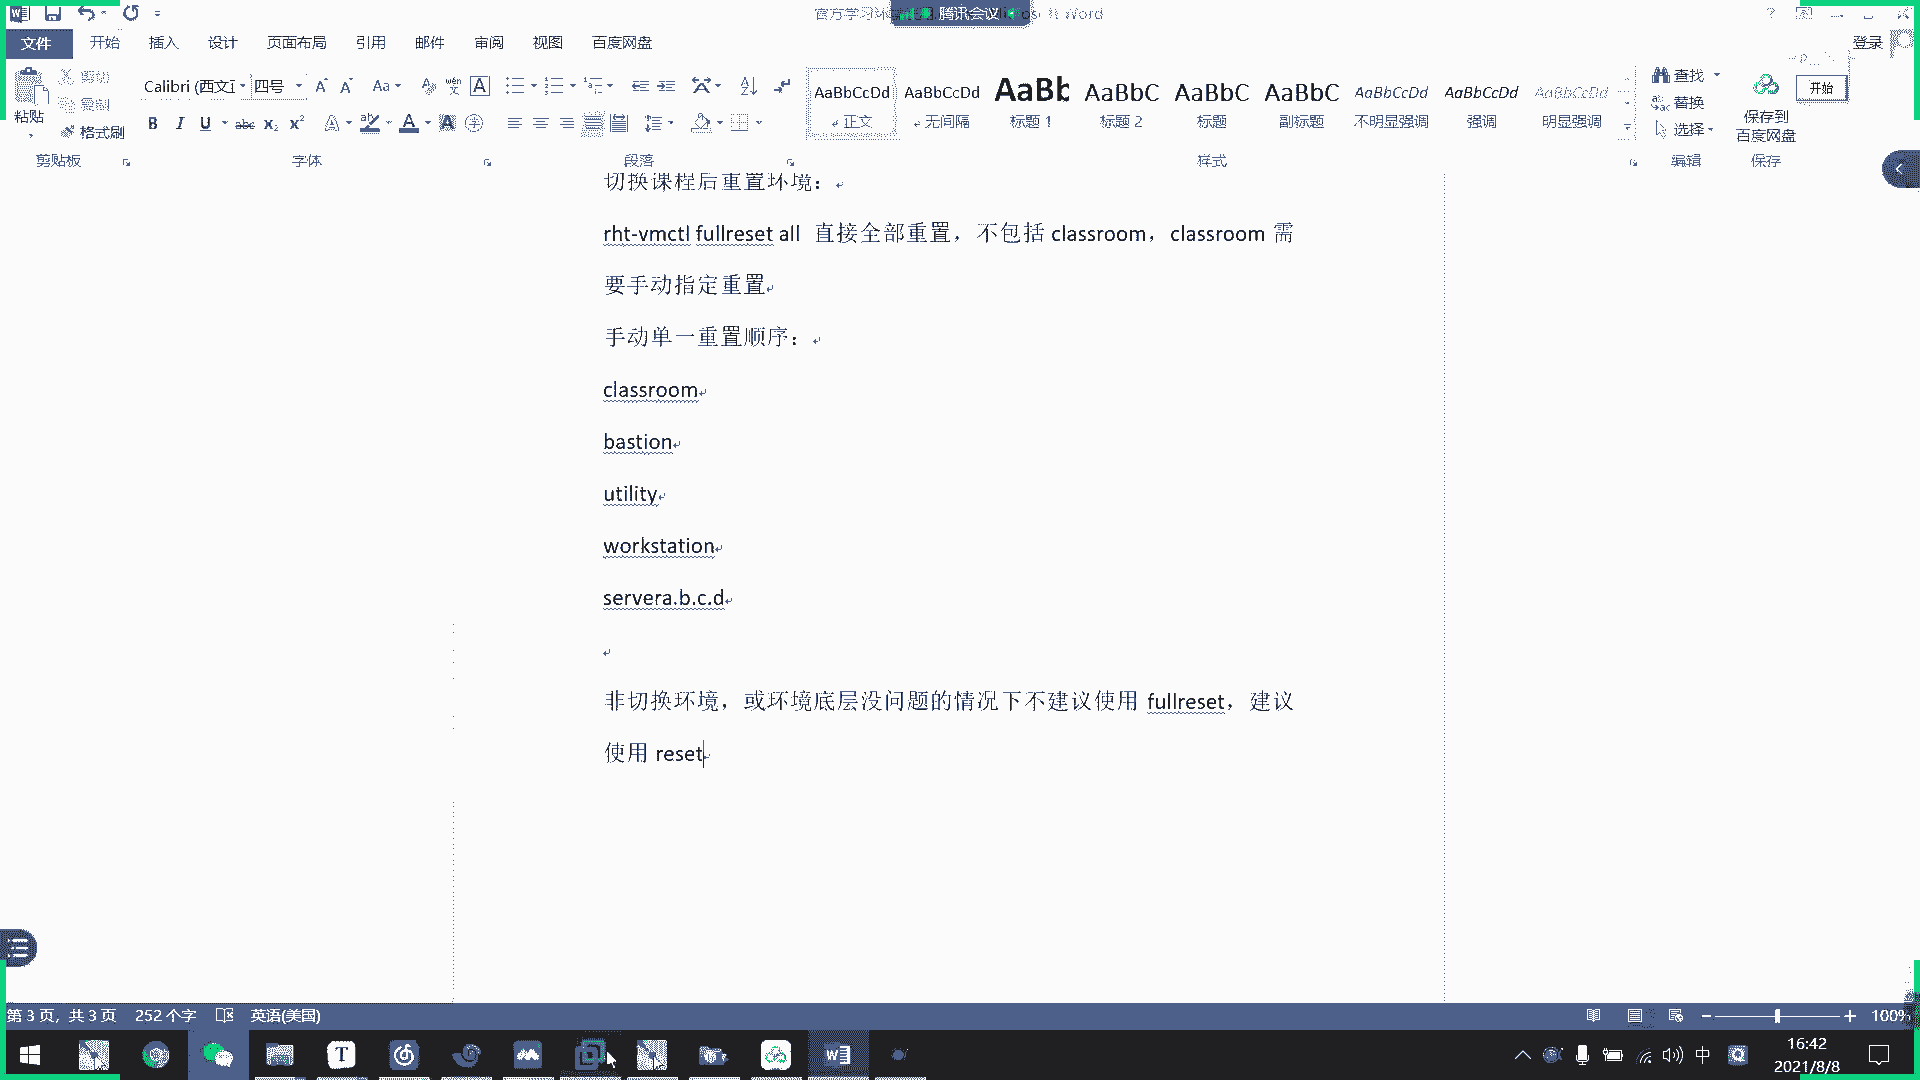 腾讯会议
Word
文件 开始 插入 设计 页面布局 引用 邮件 审阅 视图 百度网盘 登录
粘贴 剪切 复制 格式刷
Calibri (西文正 四号
AaBbCcDd AaBbCcDd AaBb AaBbC AaBbC AaBbC AaBbCcDd AaBbCcDd AaBbCcDd
正文 无间隔 标题 1 标题 2 标题 副标题 不明显强调 强调 明显强调
查找
替换
选择
保存到
百度网盘
开始
剪贴板 字体 段落 样式 编辑 保存
切换课程后重置环境：
rht-vmctl fullreset all 直接全部重置，不包括 classroom，classroom 需
要手动指定重置
手动单一重置顺序：
classroom
bastion
utility
workstation
servera.b.c.d
非切换环境，或环境底层没问题的情况下不建议使用 fullreset，建议
使用 reset
第 3 页，共 3 页 252 个字 英语(美国) 100%
中
16:42
2021/8/8